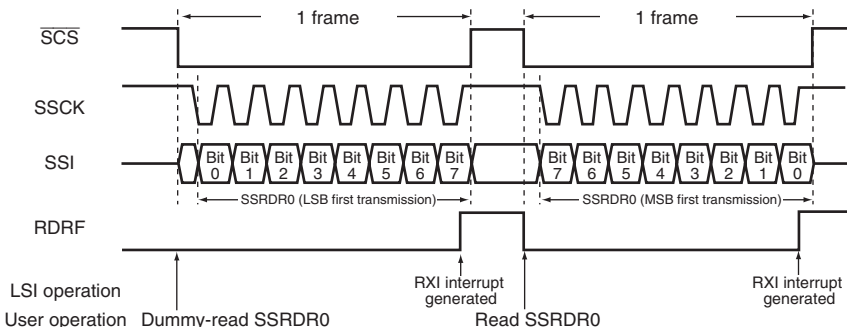 1 frame 1 frame
SCS
SSCK
SSI Bit 0 Bit 1 Bit 2 Bit 3 Bit 4 Bit 5 Bit 6 Bit 7 Bit 7 Bit 6 Bit 5 Bit 4 Bit 3 Bit 2 Bit 1 Bit 0
SSRDR0 (LSB first transmission) SSRDR0 (MSB first transmission)
RDRF
LSI operation RXI interrupt generated RXI interrupt generated
User operation Dummy-read SSRDR0 Read SSRDR0